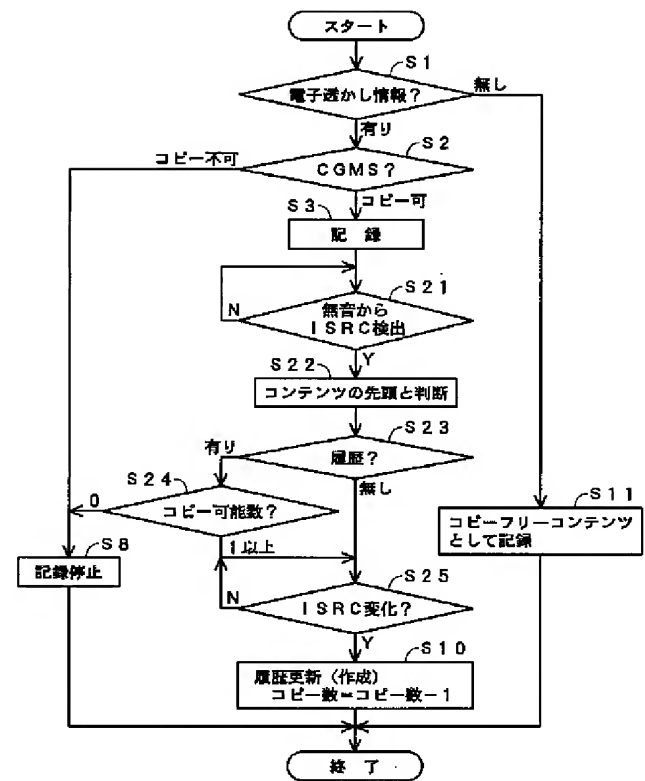 スタート
S1
電子透かし情報？
無し
有り
S2
コピー不可
CGMS？
コピー可
S3
記　録
S21
無音から
ISRC検出
N
Y
S22
コンテンツの先頭と判断
S23
有り
履歴？
S24
無し
コピー可能数？
0
S11
コピーフリーコンテンツ
として記録
S8
1以上
記録停止
S25
N
ISRC変化？
Y
S10
履歴更新（作成）
コピー数＝コピー数－1
終　了